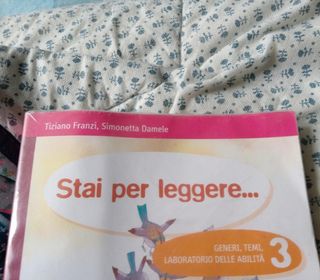 Tiziano Franzi, Simonetta Damele
Stai per leggere...
GENERI, TEMI,
LABORATORIO DELLE ABILITÀ
3